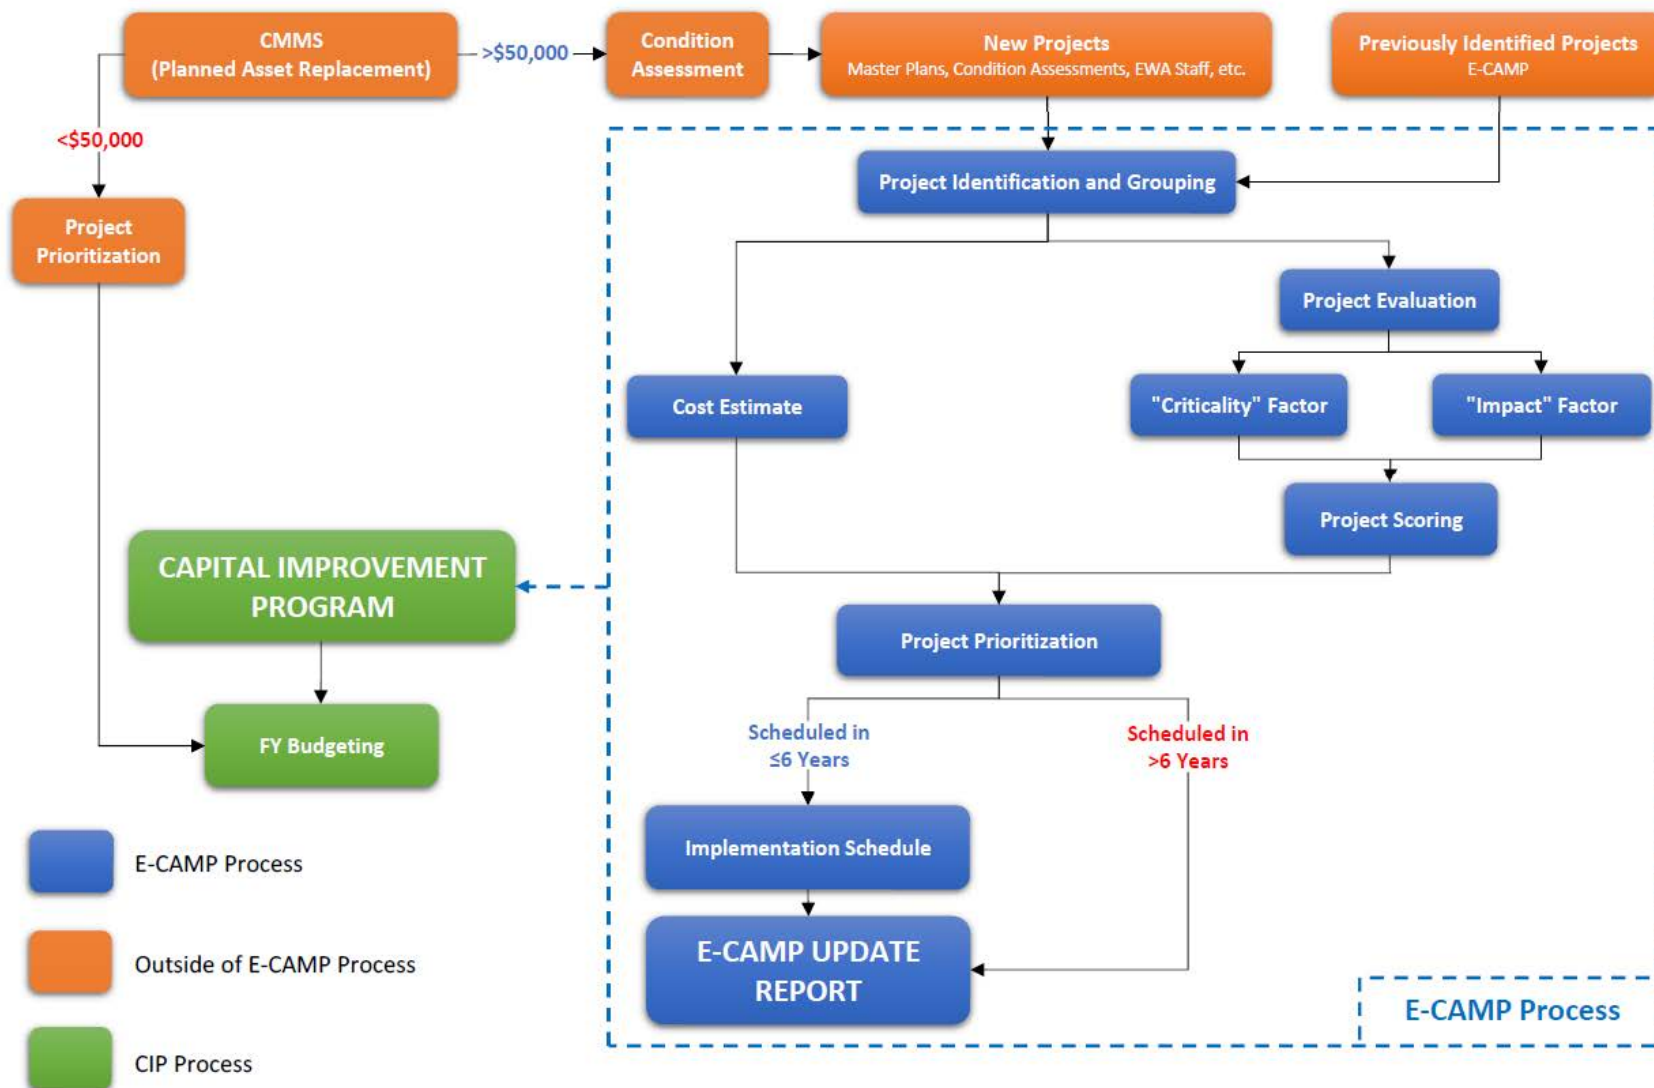 CMMS
(Planned Asset Replacement)
>$50,000
Condition
Assessment
New Projects
Master Plans, Condition Assessments, EWA Staff, etc.
Previously Identified Projects
E-CAMP
<$50,000
Project Identification and Grouping
Project
Prioritization
Project Evaluation
Cost Estimate
"Criticality" Factor
"Impact" Factor
Project Scoring
CAPITAL IMPROVEMENT
PROGRAM
Project Prioritization
FY Budgeting
Scheduled in
≤6 Years
Scheduled in
>6 Years
Implementation Schedule
E-CAMP UPDATE
REPORT
E-CAMP Process
Outside of E-CAMP Process
CIP Process
E-CAMP Process